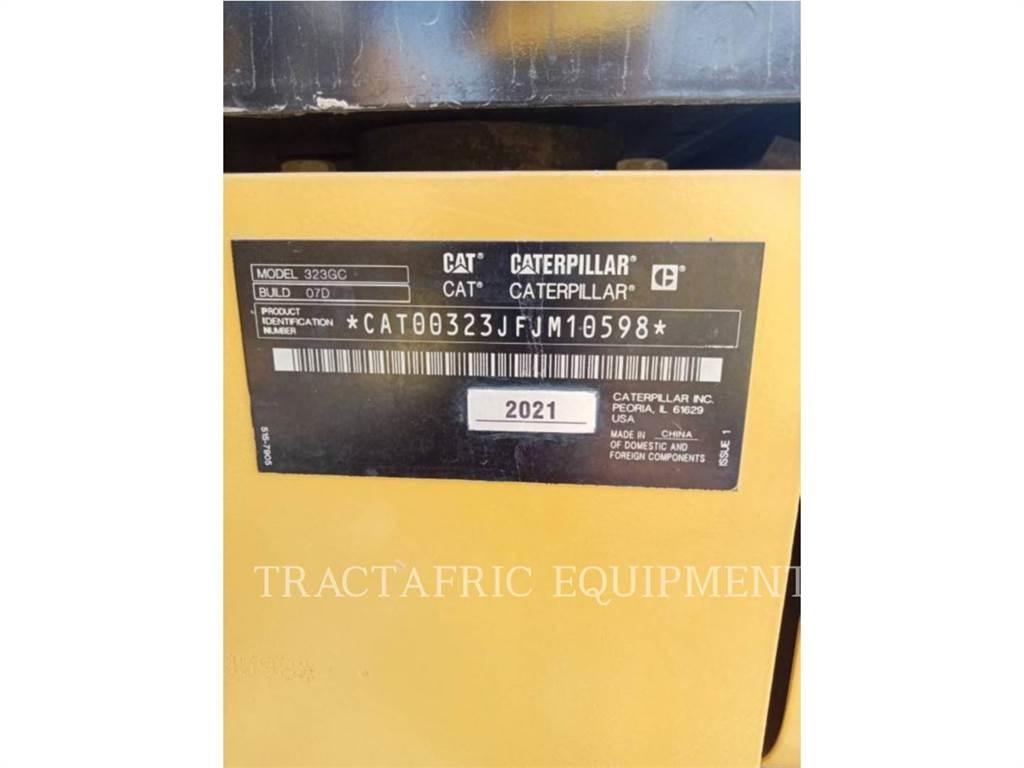 MODEL 323GC
BUILD 07D
CAT® CATERPILLAR®
CAT® CATERPILLAR®
PRODUCT
IDENTIFICATION
NUMBER
*CAT00323JFJM10598*
2021
CATERPILLAR INC.
PEORIA, IL 61629
USA
MADE IN CHINA
OF DOMESTIC AND
FOREIGN COMPONENTS
ISSUE 1
515-7905
TRACTAFRIC EQUIPMENT